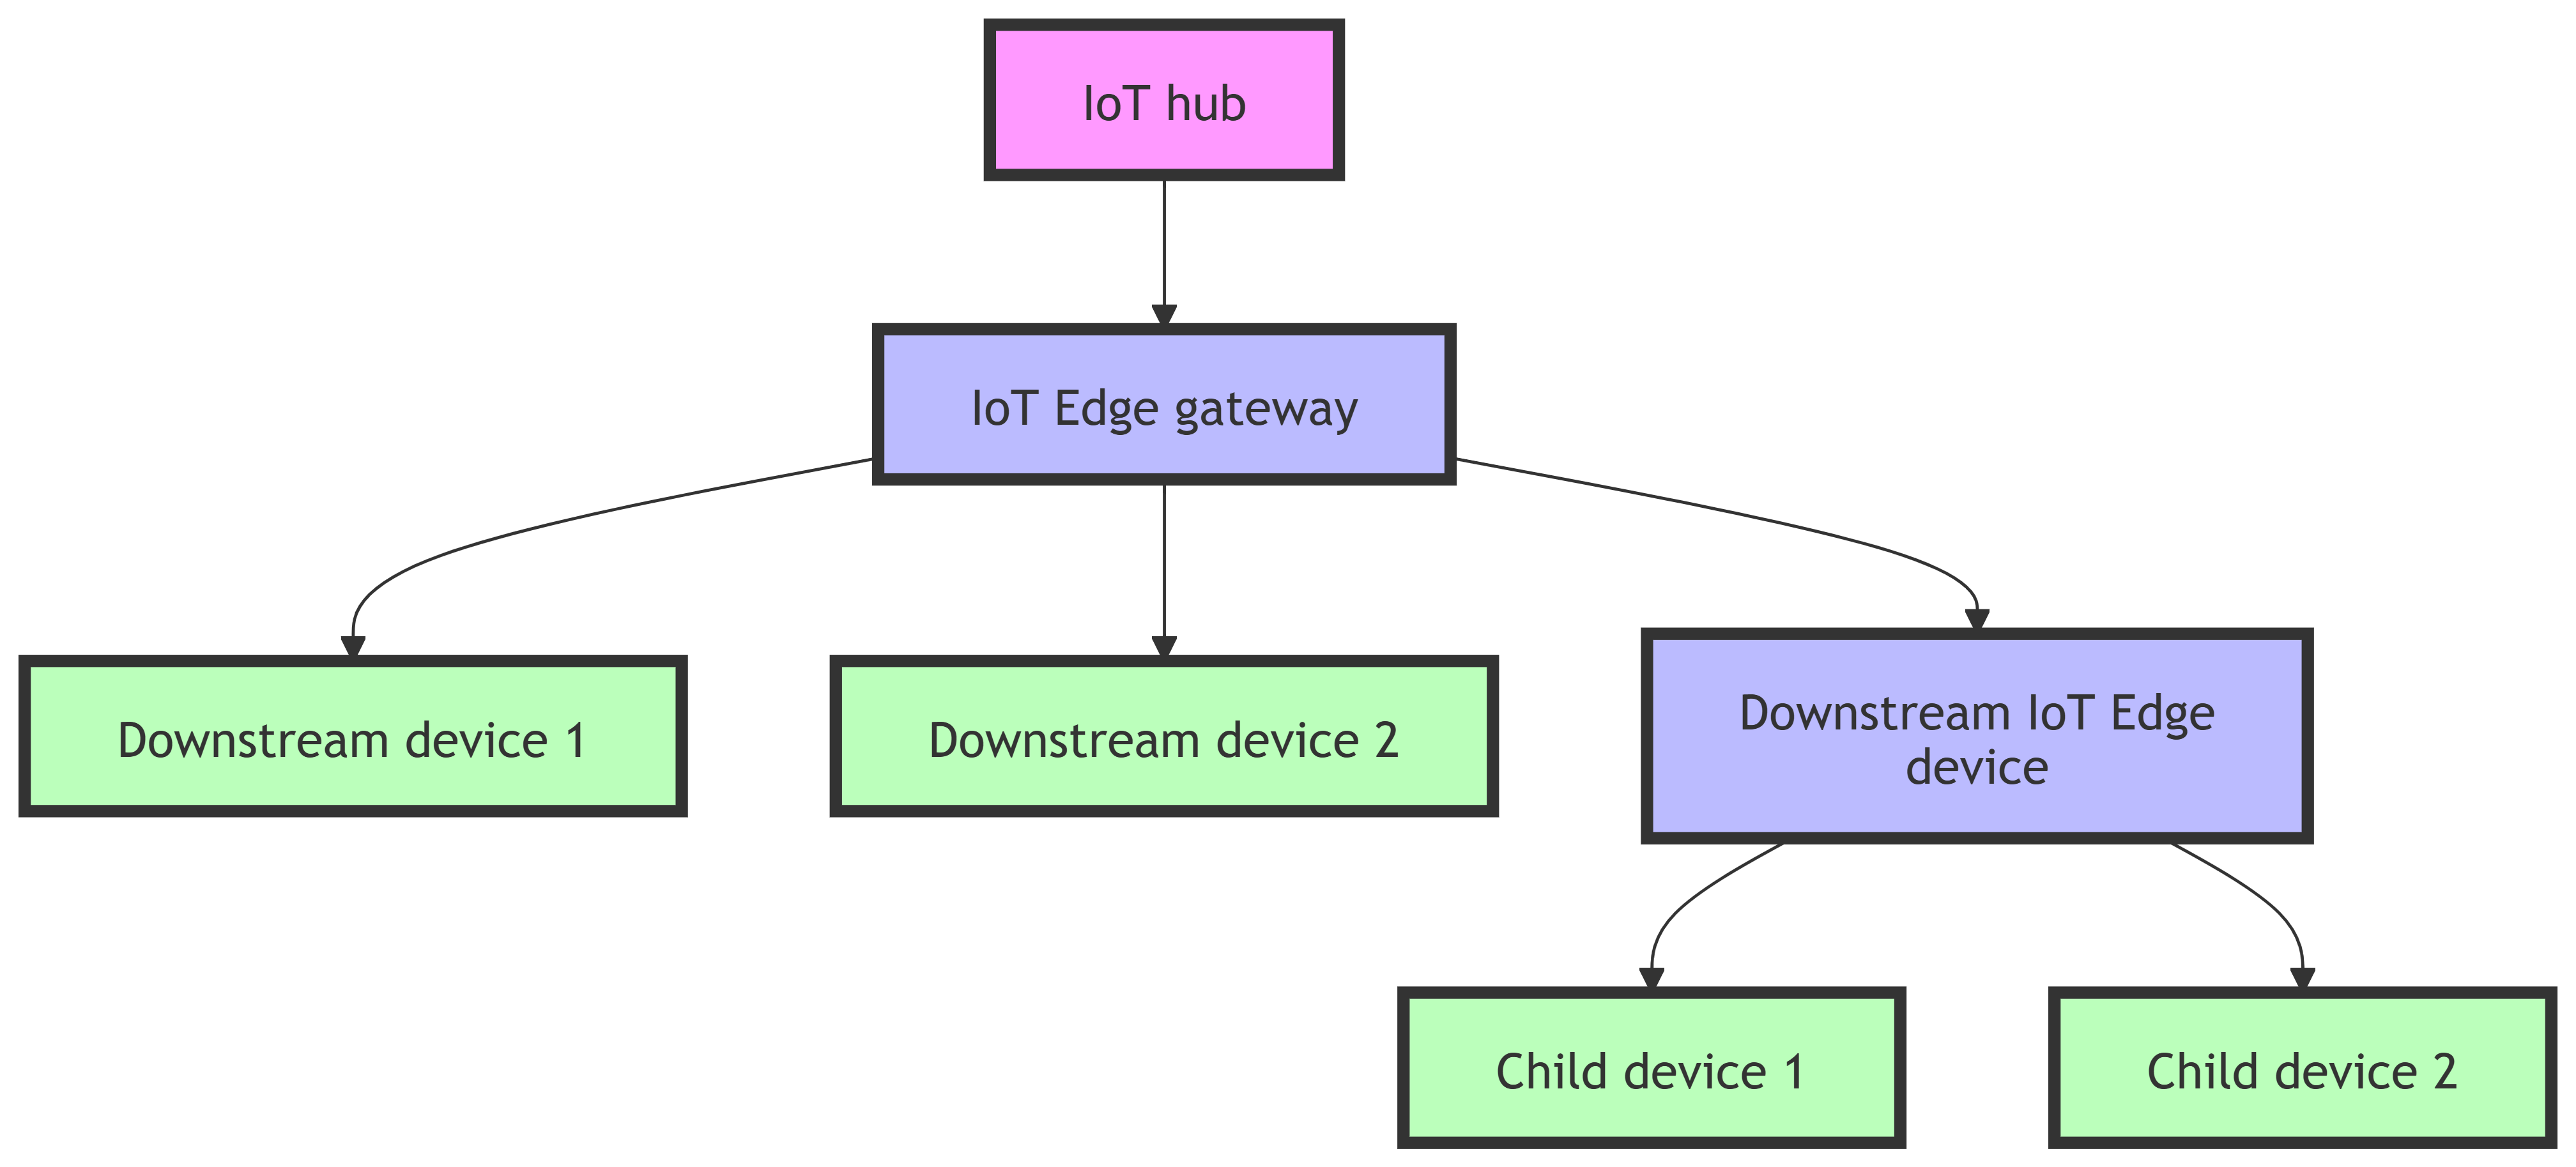 IoT hub
IoT Edge gateway
Downstream device 1
Downstream device 2
Downstream IoT Edge
device
Child device 1
Child device 2